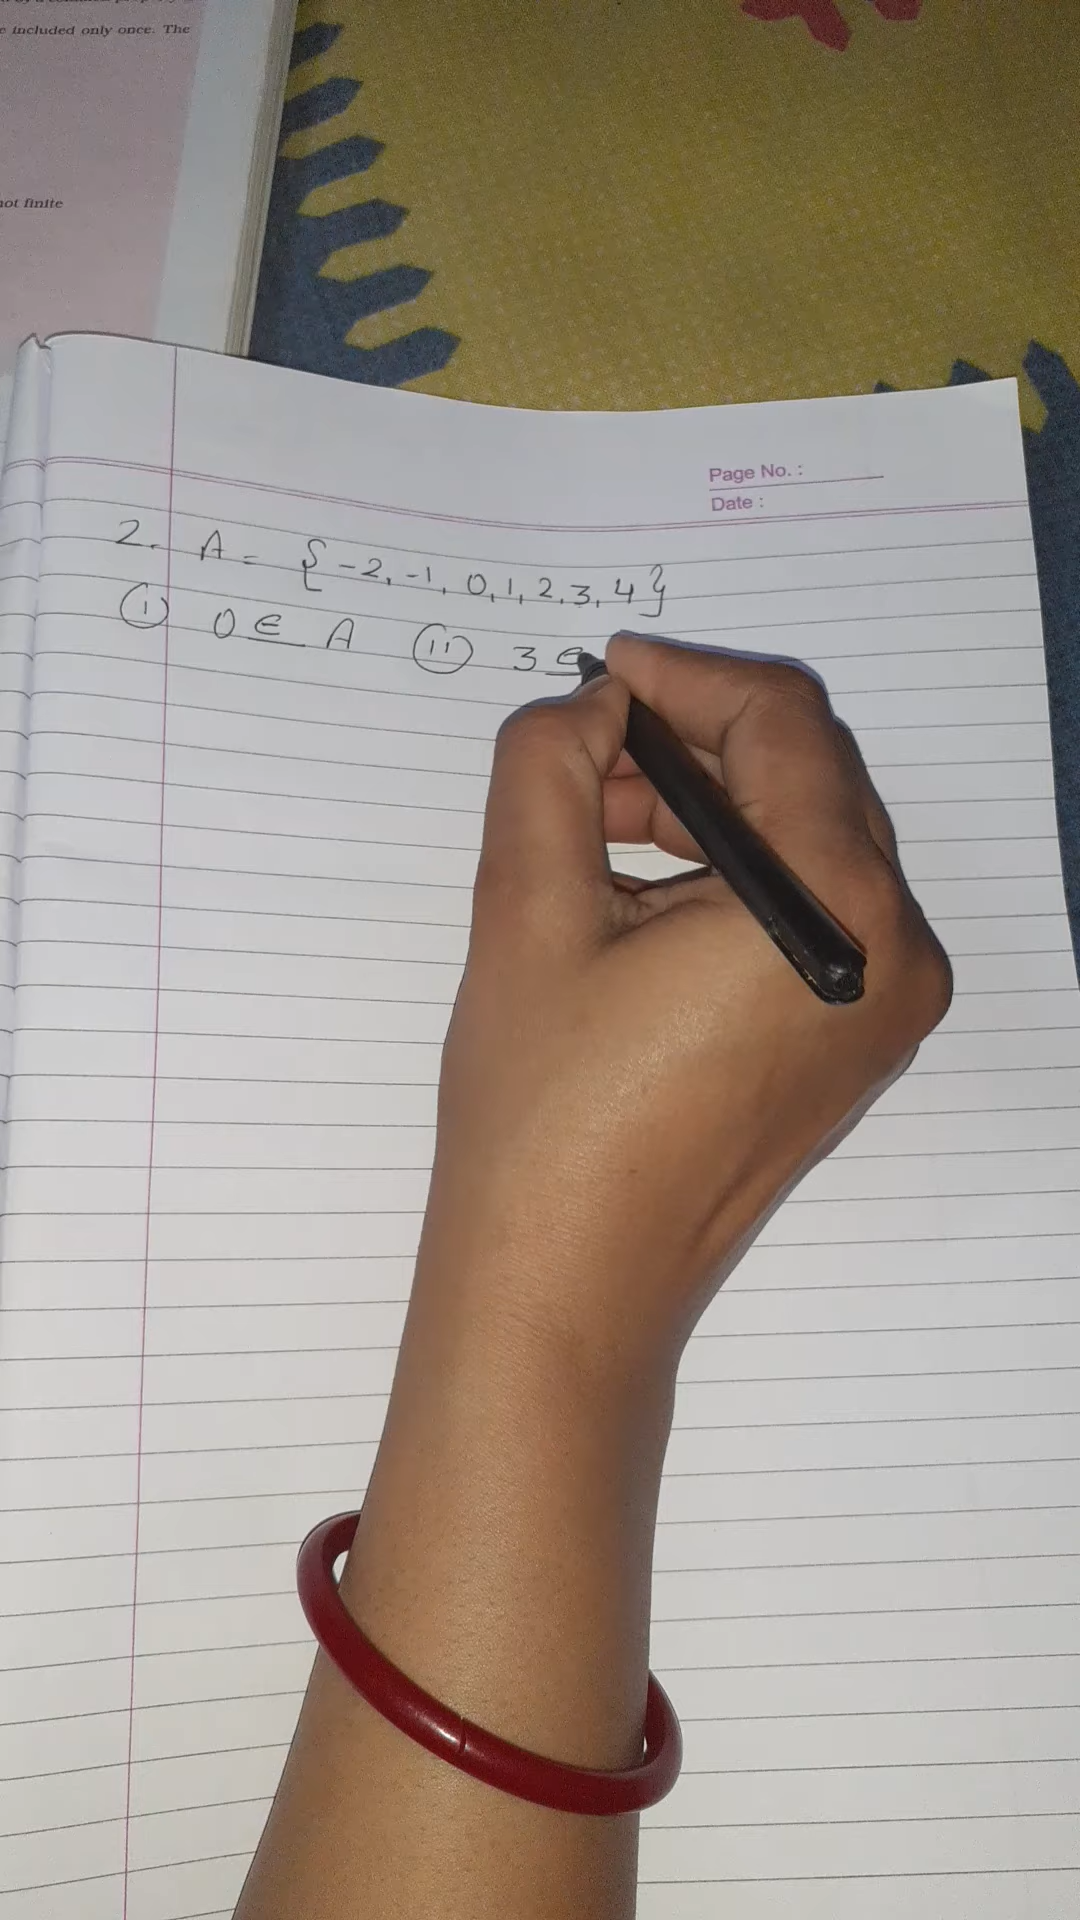 e included only once. The
not finite
Page No. :
Date :
2. A = {-2, -1, 0, 1, 2, 3, 4}
(i) 0 ∈ A (ii) 3 ∈